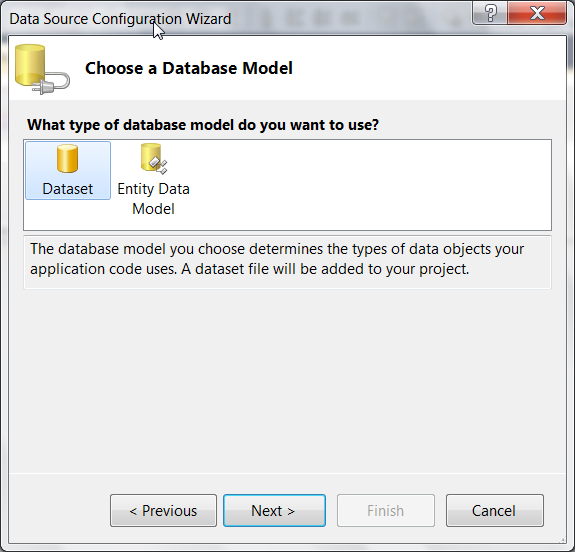 Data Source Configuration Wizard
?
Choose a Database Model
What type of database model do you want to use?
Dataset
Entity Data
Model
The database model you choose determines the types of data objects your
application code uses. A dataset file will be added to your project.
< Previous
Next >
Finish
Cancel